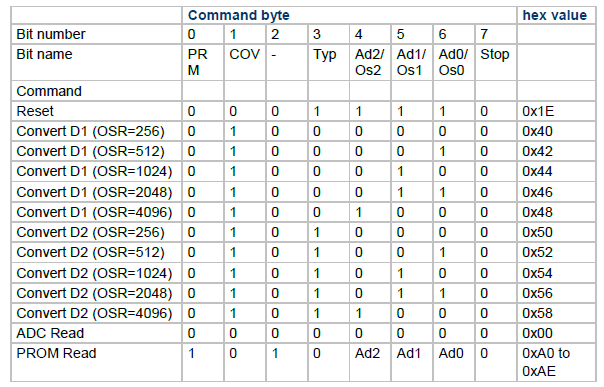 Command byte hex value
Bit number 0 1 2 3 4 5 6 7
Bit name PR COV - Typ Ad2/ Ad1/ Ad0/ Stop
M Os2 Os1 Os0
Command
Reset 0 0 0 1 1 1 1 0 0x1E
Convert D1 (OSR=256) 0 1 0 0 0 0 0 0 0x40
Convert D1 (OSR=512) 0 1 0 0 0 0 1 0 0x42
Convert D1 (OSR=1024) 0 1 0 0 0 1 0 0 0x44
Convert D1 (OSR=2048) 0 1 0 0 0 1 1 0 0x46
Convert D1 (OSR=4096) 0 1 0 0 1 0 0 0 0x48
Convert D2 (OSR=256) 0 1 0 1 0 0 0 0 0x50
Convert D2 (OSR=512) 0 1 0 1 0 0 1 0 0x52
Convert D2 (OSR=1024) 0 1 0 1 0 1 0 0 0x54
Convert D2 (OSR=2048) 0 1 0 1 0 1 1 0 0x56
Convert D2 (OSR=4096) 0 1 0 1 1 0 0 0 0x58
ADC Read 0 0 0 0 0 0 0 0 0x00
PROM Read 1 0 1 0 Ad2 Ad1 Ad0 0 0xA0 to
0xAE